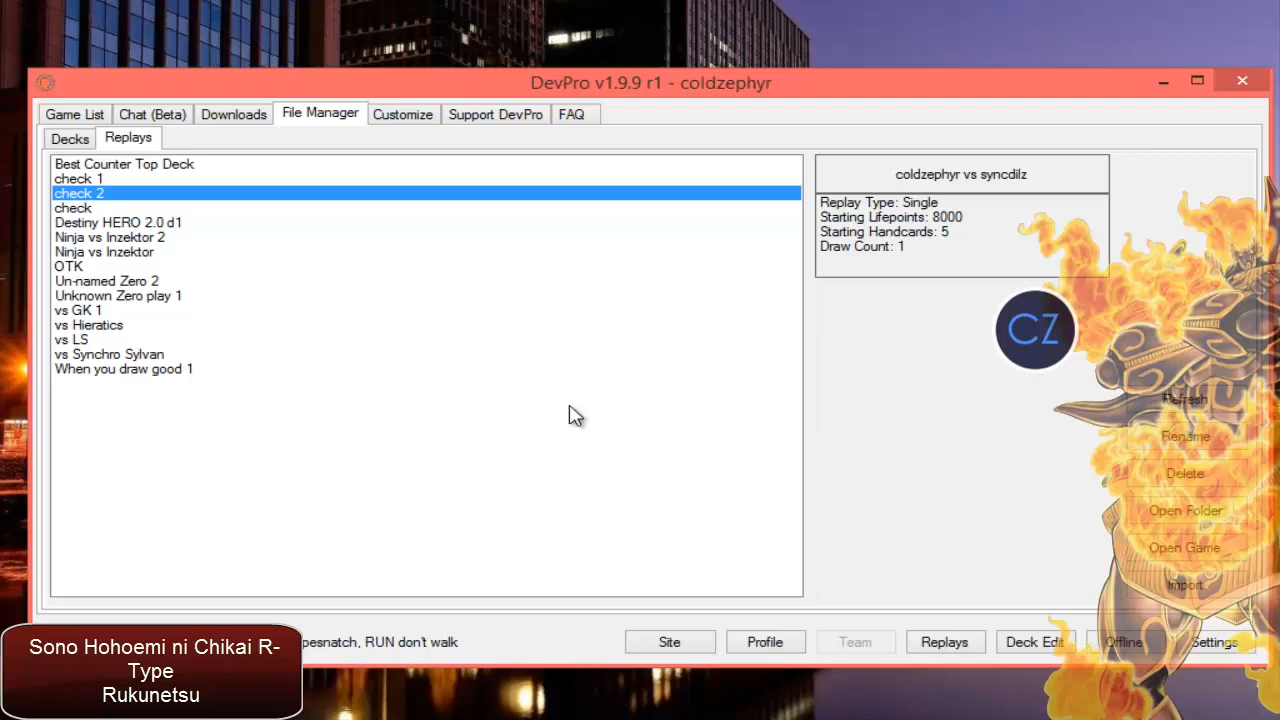 DevPro v1.9.9 r1 - coldzephyr
Game List Chat (Beta) Downloads File Manager Customize Support DevPro FAQ
Decks Replays
Best Counter Top Deck
check 1
check 2
check
Destiny HERO 2.0 d1
Ninja vs Inzektor 2
Ninja vs Inzektor
OTK
Un-named Zero 2
Unknown Zero play 1
vs GK 1
vs Hieratics
vs LS
vs Synchro Sylvan
When you draw good 1
coldzephyr vs syncdilz
Replay Type: Single
Starting Lifepoints: 8000
Starting Handcards: 5
Draw Count: 1
CZ
Refresh
Rename
Delete
Open Folder
Open Game
Import
pesnatch, RUN don't walk
Site Profile Team Replays Deck Edit Offline Settings
Sono Hohoemi ni Chikai R-
Type
Rukunetsu